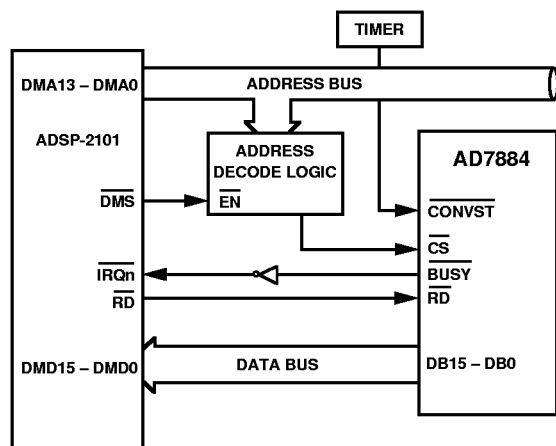 TIMER
DMA13 – DMA0
ADDRESS BUS
ADSP-2101
ADDRESS
DECODE LOGIC
EN
AD7884
DMS
CONVST
CS
IRQn
BUSY
RD
RD
DMD15 – DMD0
DATA BUS
DB15 – DB0